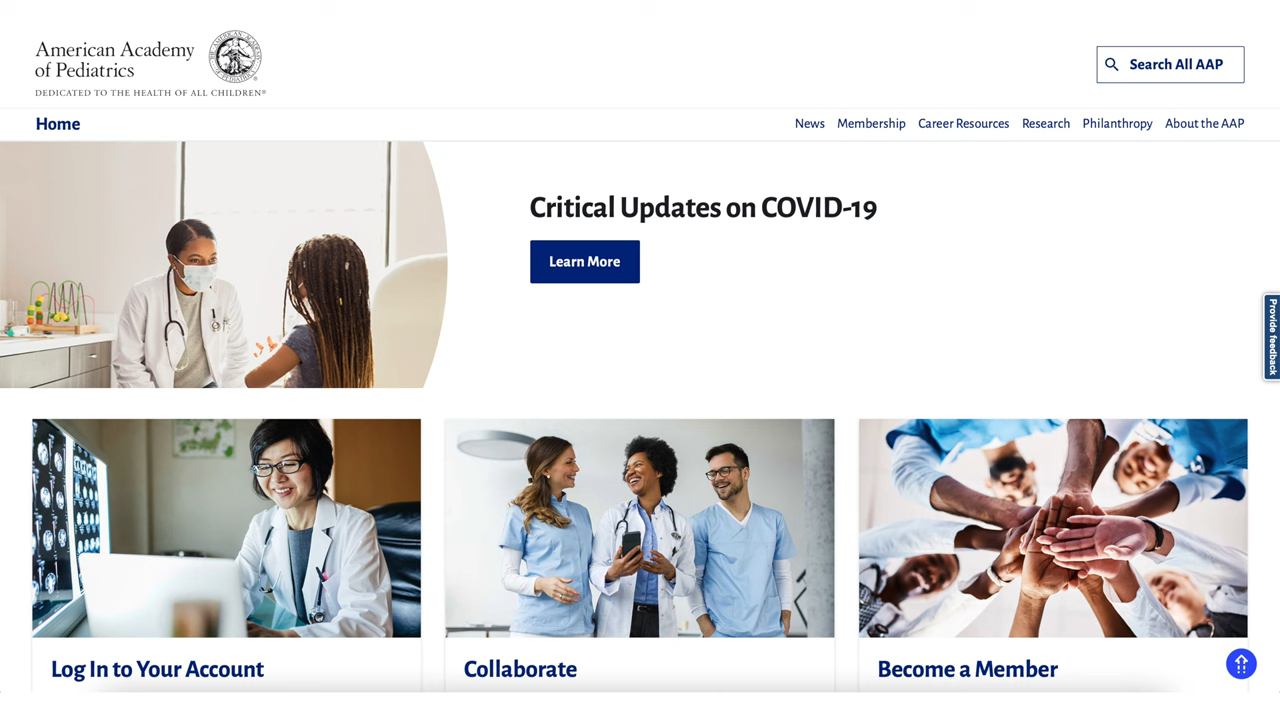 American Academy
of Pediatrics
DEDICATED TO THE HEALTH OF ALL CHILDREN®
Search All AAP
Home
News
Membership
Career Resources
Research
Philanthropy
About the AAP
Critical Updates on COVID-19
Learn More
Provide feedback
Log In to Your Account
Collaborate
Become a Member